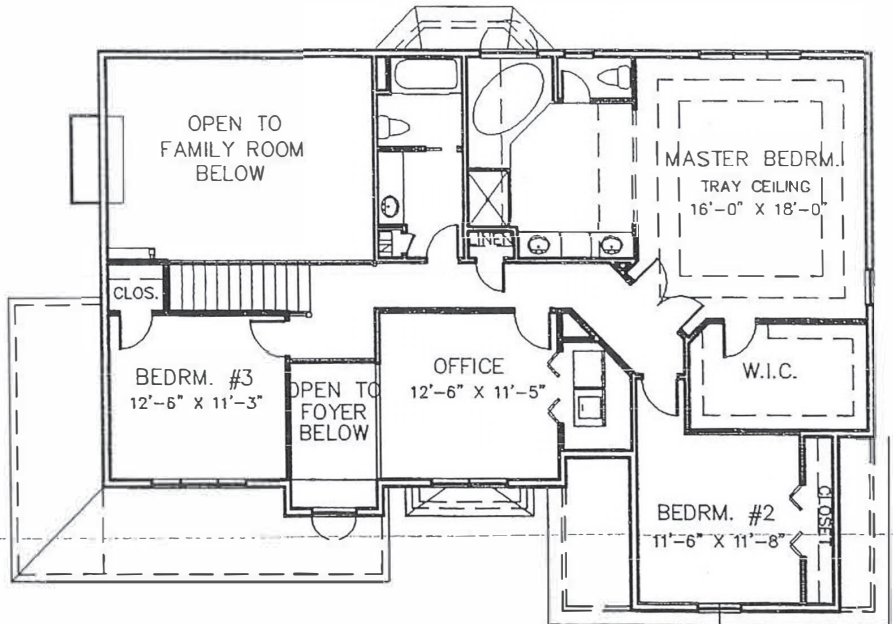 OPEN TO
FAMILY ROOM
BELOW
MASTER BEDRM.
TRAY CEILING
16'-0" X 18'-0"
CLOS.
BEDRM. #3
12'-6" X 11'-3"
OPEN TO
FOYER
BELOW
OFFICE
12'-6" X 11'-5"
W.I.C.
BEDRM. #2
11'-6" X 11'-8"
CLOSET